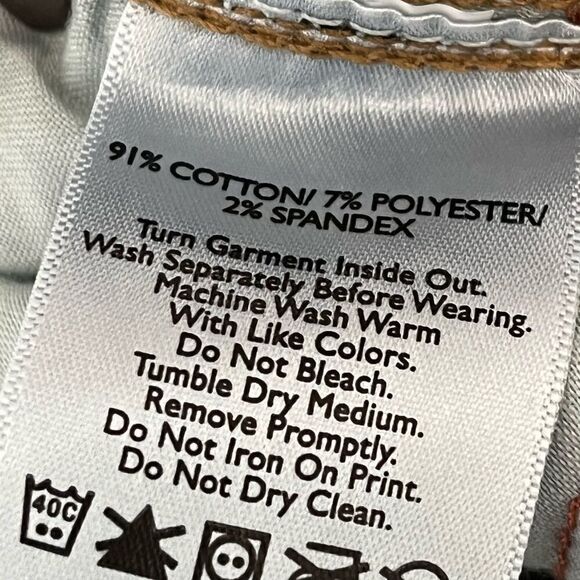 91% COTTON/ 7% POLYESTER/
2% SPANDEX
Turn Garment Inside Out.
Wash Separately Before Wearing.
Machine Wash Warm
With Like Colors.
Do Not Bleach.
Tumble Dry Medium.
Remove Promptly.
Do Not Iron On Print.
Do Not Dry Clean.
40C